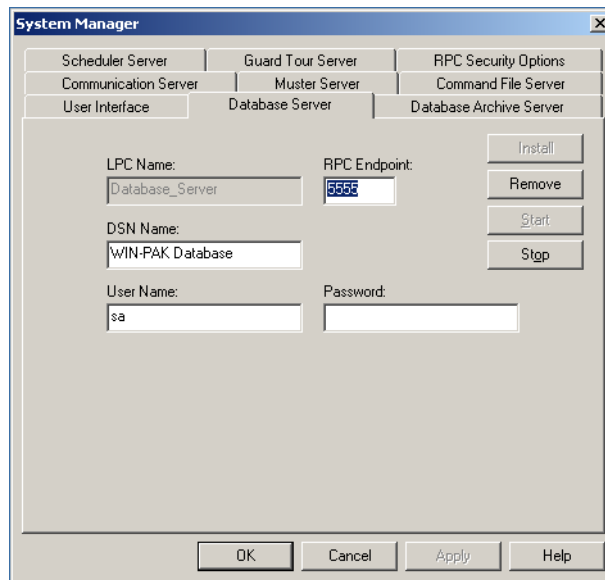 System Manager
Scheduler Server Guard Tour Server RPC Security Options
Communication Server Muster Server Command File Server
User Interface Database Server Database Archive Server
Install
LPC Name: RPC Endpoint:
Database_Server 5555 Remove
DSN Name: Start
WIN-PAK Database Stop
User Name: Password:
sa
OK Cancel Apply Help